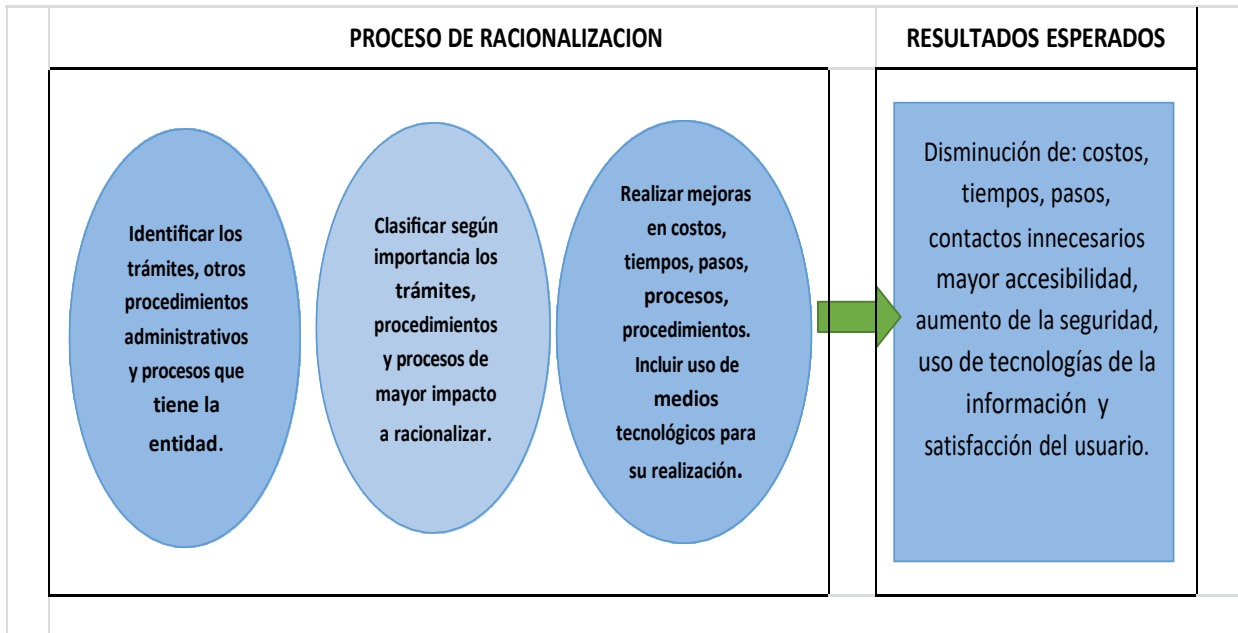 PROCESO DE RACIONALIZACION
RESULTADOS ESPERADOS
Identificar los
trámites, otros
procedimientos
administrativos
y procesos que
tiene la
entidad.
Clasificar según
importancia los
trámites,
procedimientos
y procesos de
mayor impacto
a racionalizar.
Realizar mejoras
en costos,
tiempos, pasos,
procesos,
procedimientos.
Incluir uso de
medios
tecnológicos para
su realización.
Disminución de: costos,
tiempos, pasos,
contactos innecesarios
mayor accesibilidad,
aumento de la seguridad,
uso de tecnologías de la
información y
satisfacción del usuario.